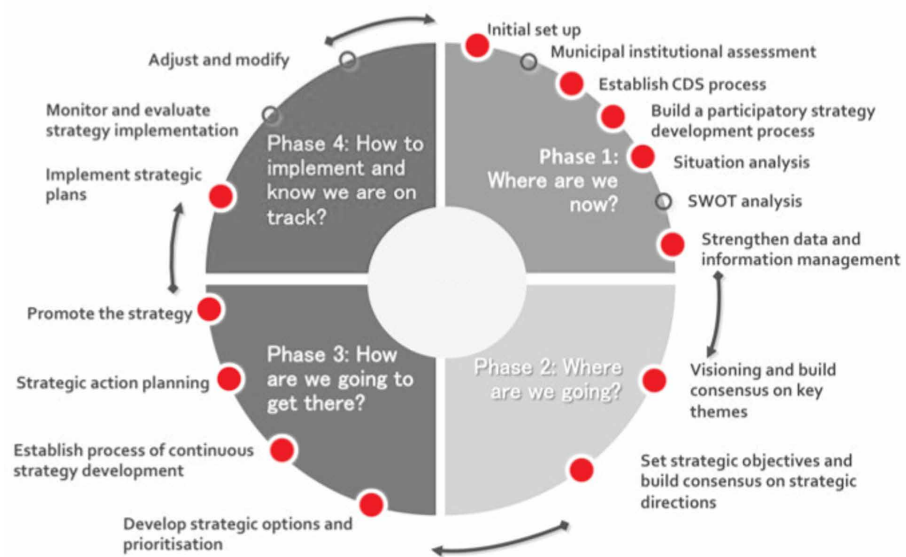 Initial set up
Municipal institutional assessment
Establish CDS process
Build a participatory strategy
development process
Situation analysis
SWOT analysis
Strengthen data and
information management
Phase 1:
Where are we
now?
Visioning and build
consensus on key
themes
Set strategic objectives and
build consensus on strategic
directions
Phase 2: Where
are we going?
Develop strategic options and
prioritisation
Establish process of continuous
strategy development
Strategic action planning
Promote the strategy
Phase 3: How
are we going to
get there?
Implement strategic
plans
Monitor and evaluate
strategy implementation
Adjust and modify
Phase 4: How to
implement and
know we are on
track?